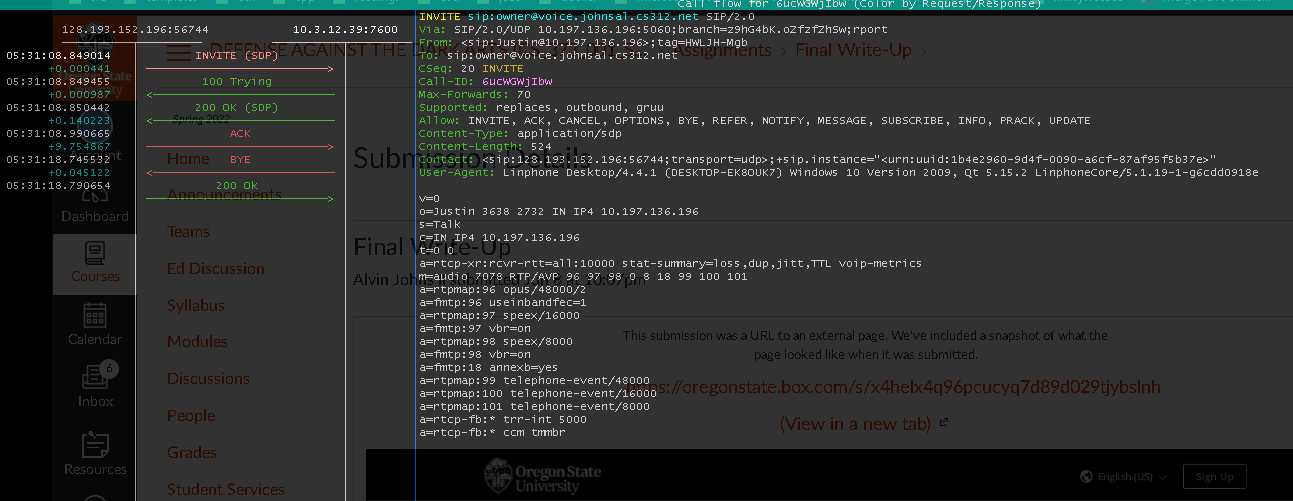 Call flow for 6ucWGWjIbw (Color by Request/Response)
128.193.152.196:56744 10.3.12.39:7600
05:31:08.849014 INVITE (SDP)
+0.000441
05:31:08.849455 100 Trying
+0.000987
05:31:08.850442 200 OK (SDP)
+0.140223
05:31:08.990665 ACK
+9.754867
05:31:18.745532 BYE
+0.045122
05:31:18.790654 200 Ok
INVITE sip:owner@voice.johnsal.cs312.net SIP/2.0
Via: SIP/2.0/UDP 10.197.136.196:5060;branch=z9hG4bK.oZfzfZhSw;rport
From: <sip:Justin@10.197.136.196>;tag=HWLJH-Mgb
To: sip:owner@voice.johnsal.cs312.net
CSeq: 20 INVITE
Call-ID: 6ucWGWjIbw
Max-Forwards: 70
Supported: replaces, outbound, gruu
Allow: INVITE, ACK, CANCEL, OPTIONS, BYE, REFER, NOTIFY, MESSAGE, SUBSCRIBE, INFO, PRACK, UPDATE
Content-Type: application/sdp
Content-Length: 524
Contact: <sip:128.193.152.196:56744;transport=udp>;+sip.instance="<urn:uuid:1b4e2960-9d4f-0090-a6cf-87af95f5b37e>"
User-Agent: Linphone Desktop/4.4.1 (DESKTOP-EK8OUK7) Windows 10 Version 2009, Qt 5.15.2 LinphoneCore/5.1.19-1-g6cdd0918e
v=0
o=Justin 3638 2732 IN IP4 10.197.136.196
s=Talk
c=IN IP4 10.197.136.196
t=0 0
a=rtcp-xr:rcvr-rtt=all:10000 stat-summary=loss,dup,jitt,TTL voip-metrics
m=audio 7078 RTP/AVP 96 97 98 0 8 18 99 100 101
a=rtpmap:96 opus/48000/2
a=fmtp:96 useinbandfec=1
a=rtpmap:97 speex/16000
a=fmtp:97 vbr=on
a=rtpmap:98 speex/8000
a=fmtp:98 vbr=on
a=fmtp:18 annexb=yes
a=rtpmap:99 telephone-event/48000
a=rtpmap:100 telephone-event/16000
a=rtpmap:101 telephone-event/8000
a=rtcp-fb:* trr-int 5000
a=rtcp-fb:* ccm tmmbr
DEFENSE AGAINST THE DARK Assignments > Final Write-Up >
Spring 2022
Dashboard
Courses
Calendar
6
Inbox
Resources
Home
Announcements
Teams
Ed Discussion
Syllabus
Modules
Discussions
People
Grades
Student Services
Submission Details
Final Write-Up
Alvin submitted Jun 8 at 10:07pm
This submission was a URL to an external page. We've included a snapshot of what the
page looked like when it was submitted.
https://oregonstate.box.com/s/x4helx4q96pcucyq7d89d029tjybslnh
(View in a new tab)
Oregon State
University
English (US)
Sign Up